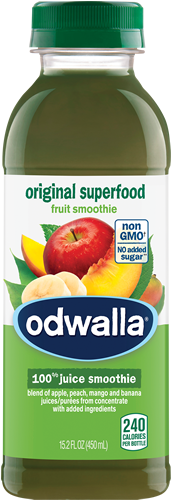 original superfood
fruit smoothie
non
GMO†
NO added
sugar™
odwalla®
100% juice smoothie
blend of apple, peach, mango and banana
juices/purées from concentrate
with added ingredients
240
CALORIES
PER BOTTLE
15.2 FL OZ (450 mL)